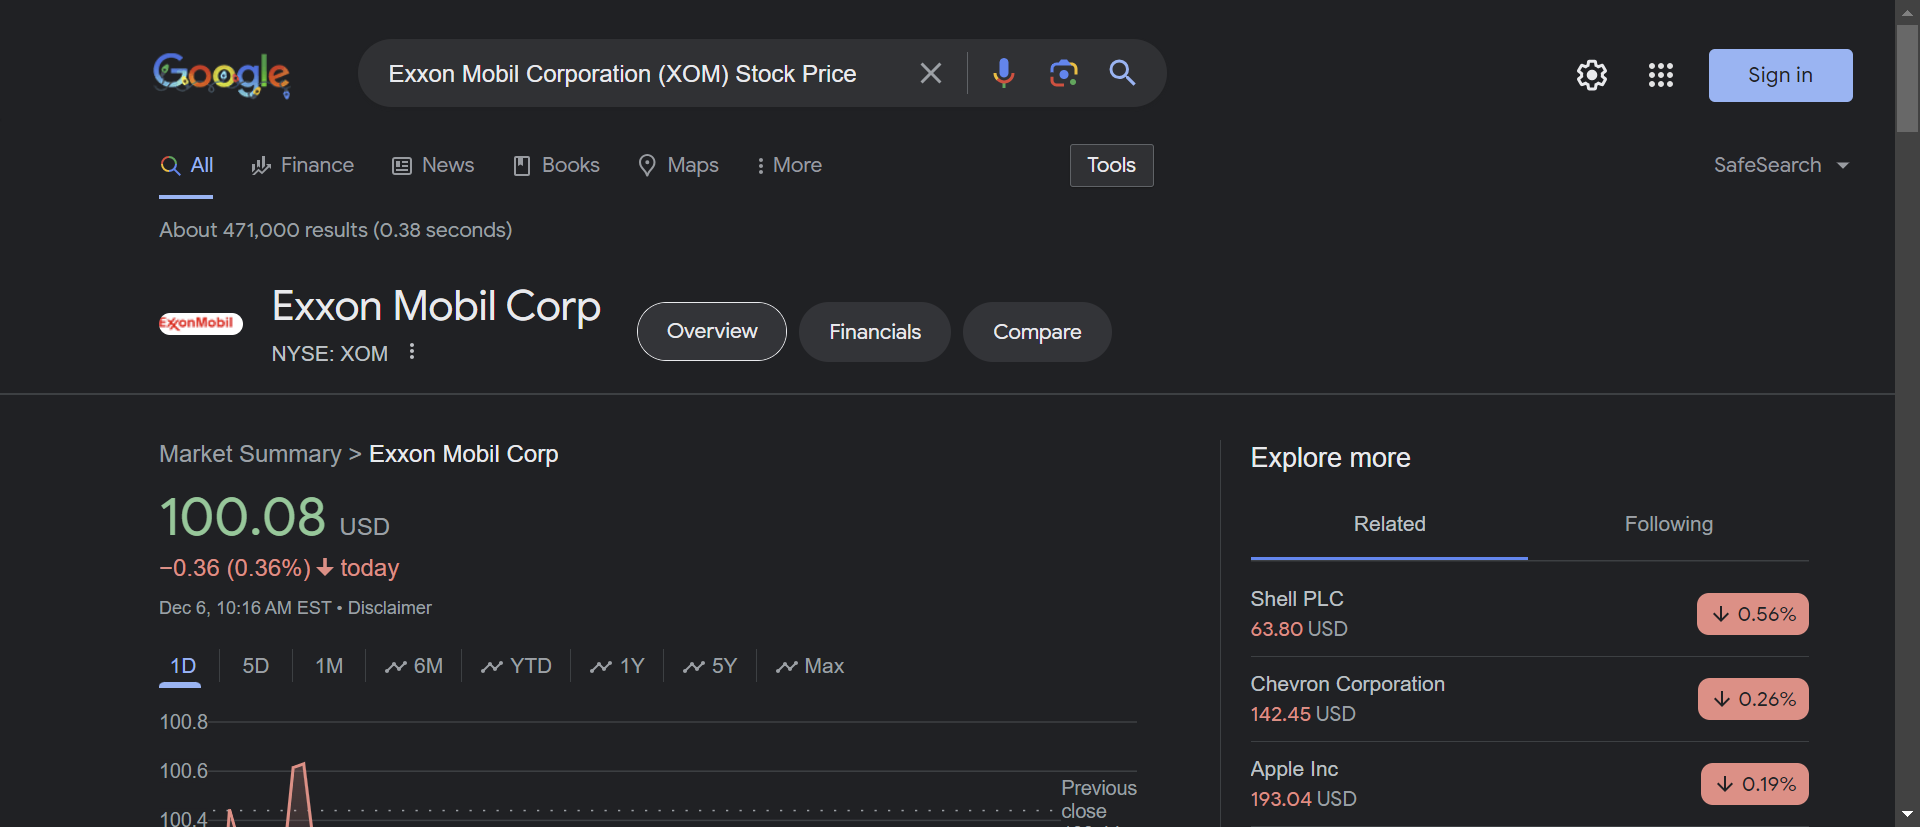 Google
Exxon Mobil Corporation (XOM) Stock Price
Sign in
All
Finance
News
Books
Maps
More
Tools
SafeSearch
About 471,000 results (0.38 seconds)
ExxonMobil
Exxon Mobil Corp
NYSE: XOM
Overview
Financials
Compare
Market Summary > Exxon Mobil Corp
100.08 USD
−0.36 (0.36%) today
Dec 6, 10:16 AM EST • Disclaimer
1D
5D
1M
6M
YTD
1Y
5Y
Max
100.8
100.6
100.4
Previous
close
Explore more
Related
Following
Shell PLC
63.80 USD
0.56%
Chevron Corporation
142.45 USD
0.26%
Apple Inc
193.04 USD
0.19%